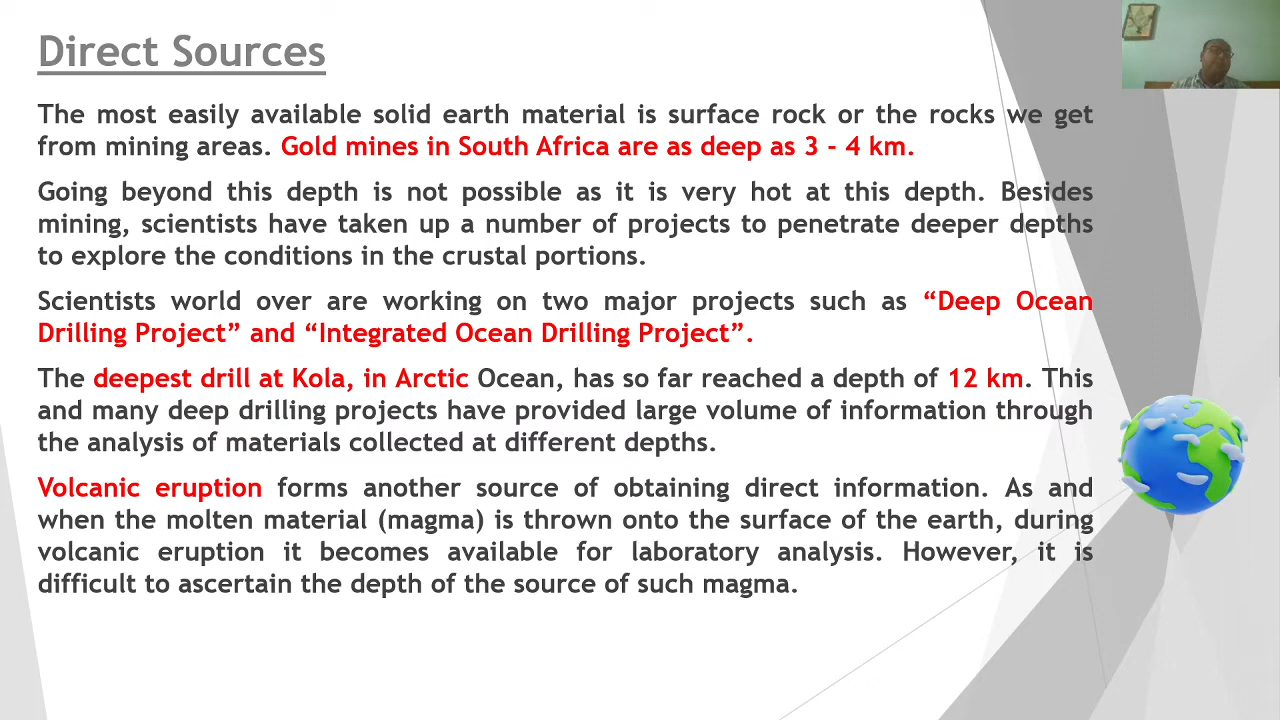 Direct Sources
The most easily available solid earth material is surface rock or the rocks we get
from mining areas. Gold mines in South Africa are as deep as 3 - 4 km.
Going beyond this depth is not possible as it is very hot at this depth. Besides
mining, scientists have taken up a number of projects to penetrate deeper depths
to explore the conditions in the crustal portions.
Scientists world over are working on two major projects such as “Deep Ocean
Drilling Project” and “Integrated Ocean Drilling Project”.
The deepest drill at Kola, in Arctic Ocean, has so far reached a depth of 12 km. This
and many deep drilling projects have provided large volume of information through
the analysis of materials collected at different depths.
Volcanic eruption forms another source of obtaining direct information. As and
when the molten material (magma) is thrown onto the surface of the earth, during
volcanic eruption it becomes available for laboratory analysis. However, it is
difficult to ascertain the depth of the source of such magma.